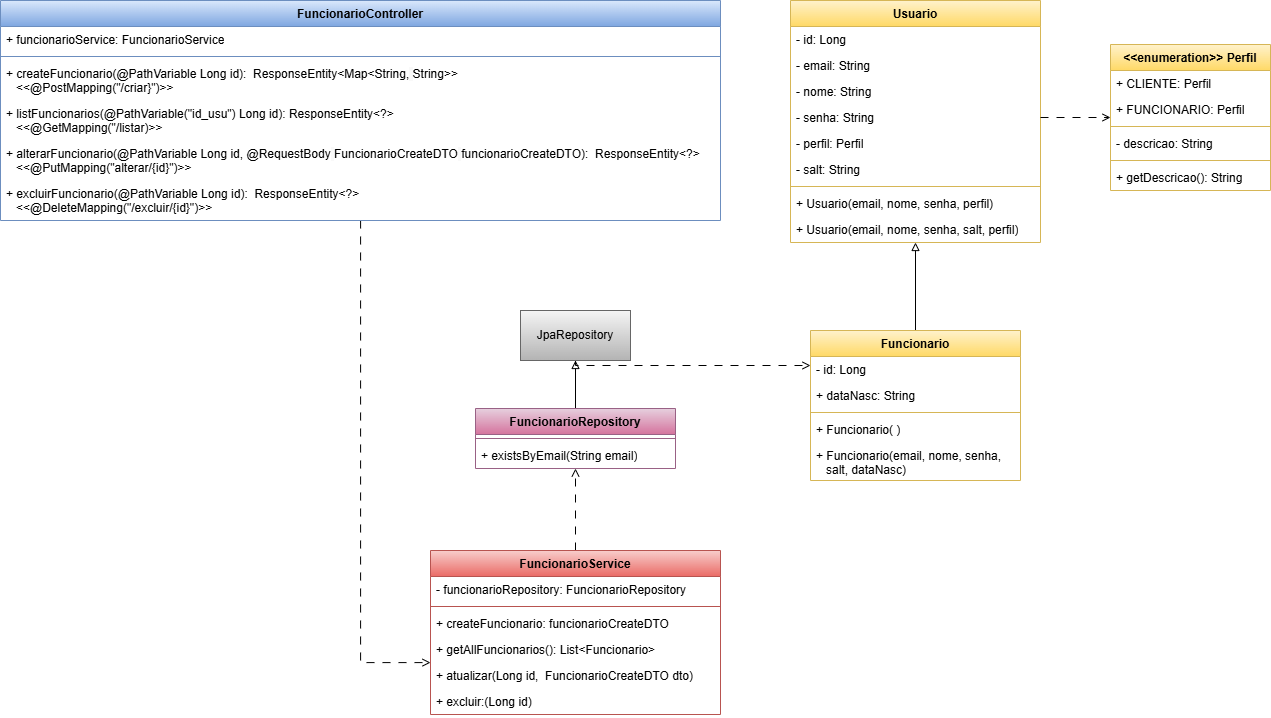 FuncionarioController
+ funcionarioService: FuncionarioService
+ createFuncionario(@PathVariable Long id):  ResponseEntity<Map<String, String>>
<<@PostMapping("/criar}")>>
+ listFuncionarios(@PathVariable("id_usu") Long id): ResponseEntity<?>
<<@GetMapping("/listar)>>
+ alterarFuncionario(@PathVariable Long id, @RequestBody FuncionarioCreateDTO funcionarioCreateDTO):  ResponseEntity<?>
<<@PutMapping("alterar/{id}")>>
+ excluirFuncionario(@PathVariable Long id):  ResponseEntity<?>
<<@DeleteMapping("/excluir/{id}")>>
Usuario
- id: Long
- email: String
- nome: String
- senha: String
- perfil: Perfil
- salt: String
+ Usuario(email, nome, senha, perfil)
+ Usuario(email, nome, senha, salt, perfil)
<<enumeration>> Perfil
+ CLIENTE: Perfil
+ FUNCIONARIO: Perfil
- descricao: String
+ getDescricao(): String
JpaRepository
Funcionario
- id: Long
+ dataNasc: String
+ Funcionario( )
+ Funcionario(email, nome, senha,
salt, dataNasc)
FuncionarioRepository
+ existsByEmail(String email)
FuncionarioService
- funcionarioRepository: FuncionarioRepository
+ createFuncionario: funcionarioCreateDTO
+ getAllFuncionarios(): List<Funcionario>
+ atualizar(Long id,  FuncionarioCreateDTO dto)
+ excluir:(Long id)